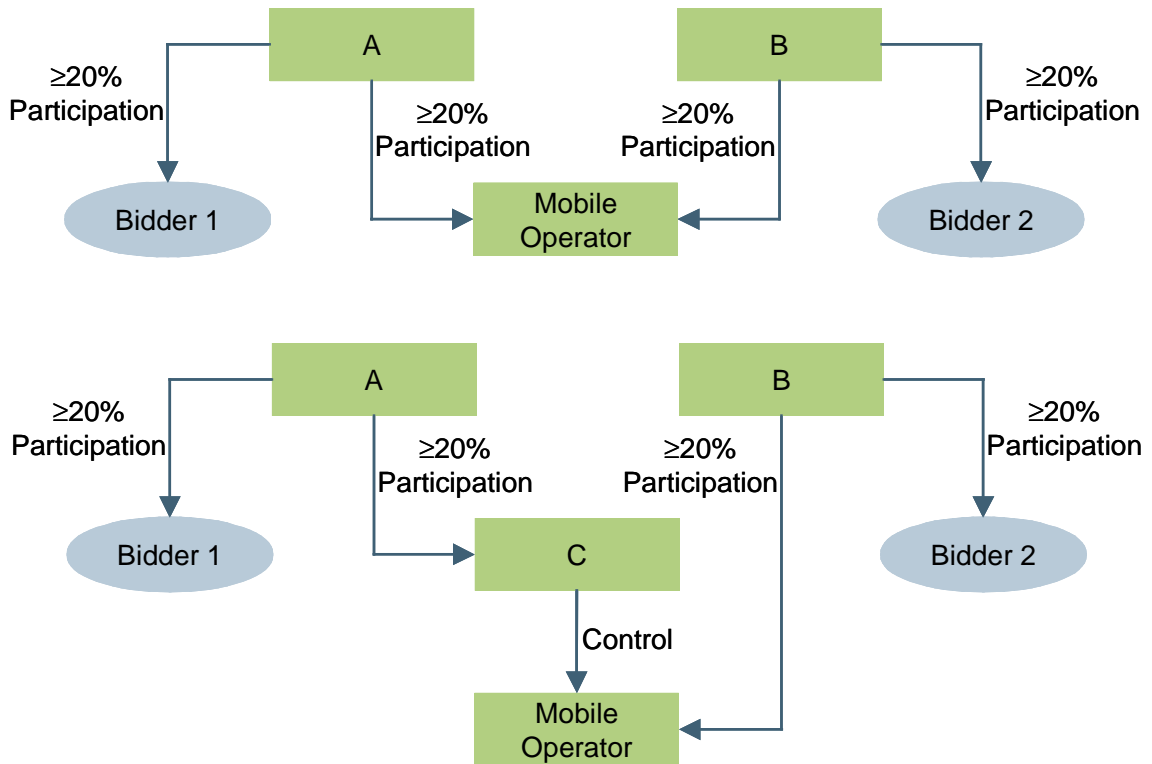 A
B
≥20%
Participation
≥20%
Participation
≥20%
Participation
≥20%
Participation
Bidder 1
Mobile
Operator
Bidder 2
A
B
≥20%
Participation
≥20%
Participation
≥20%
Participation
≥20%
Participation
Bidder 1
C
Bidder 2
Control
Mobile
Operator